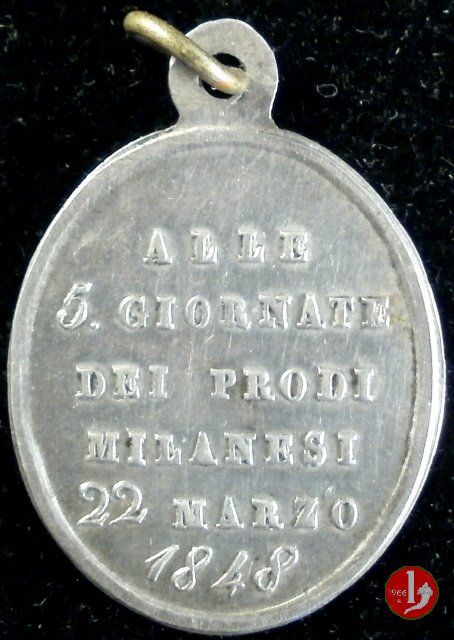 ALLE
5. GIORNATE
DEI PRODI
MILANESI
22 MARZO
1848